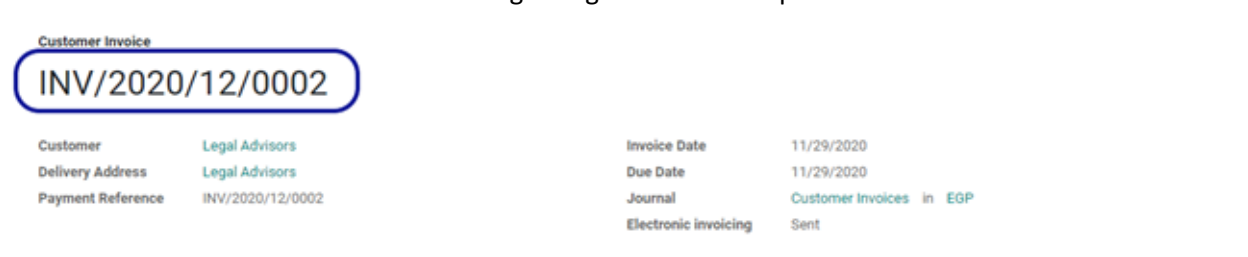 Customer Invoice
INV/2020/12/0002
Customer Legal Advisors
Delivery Address Legal Advisors
Payment Reference INV/2020/12/0002
Invoice Date 11/29/2020
Due Date 11/29/2020
Journal Customer Invoices in EGP
Electronic invoicing Sent